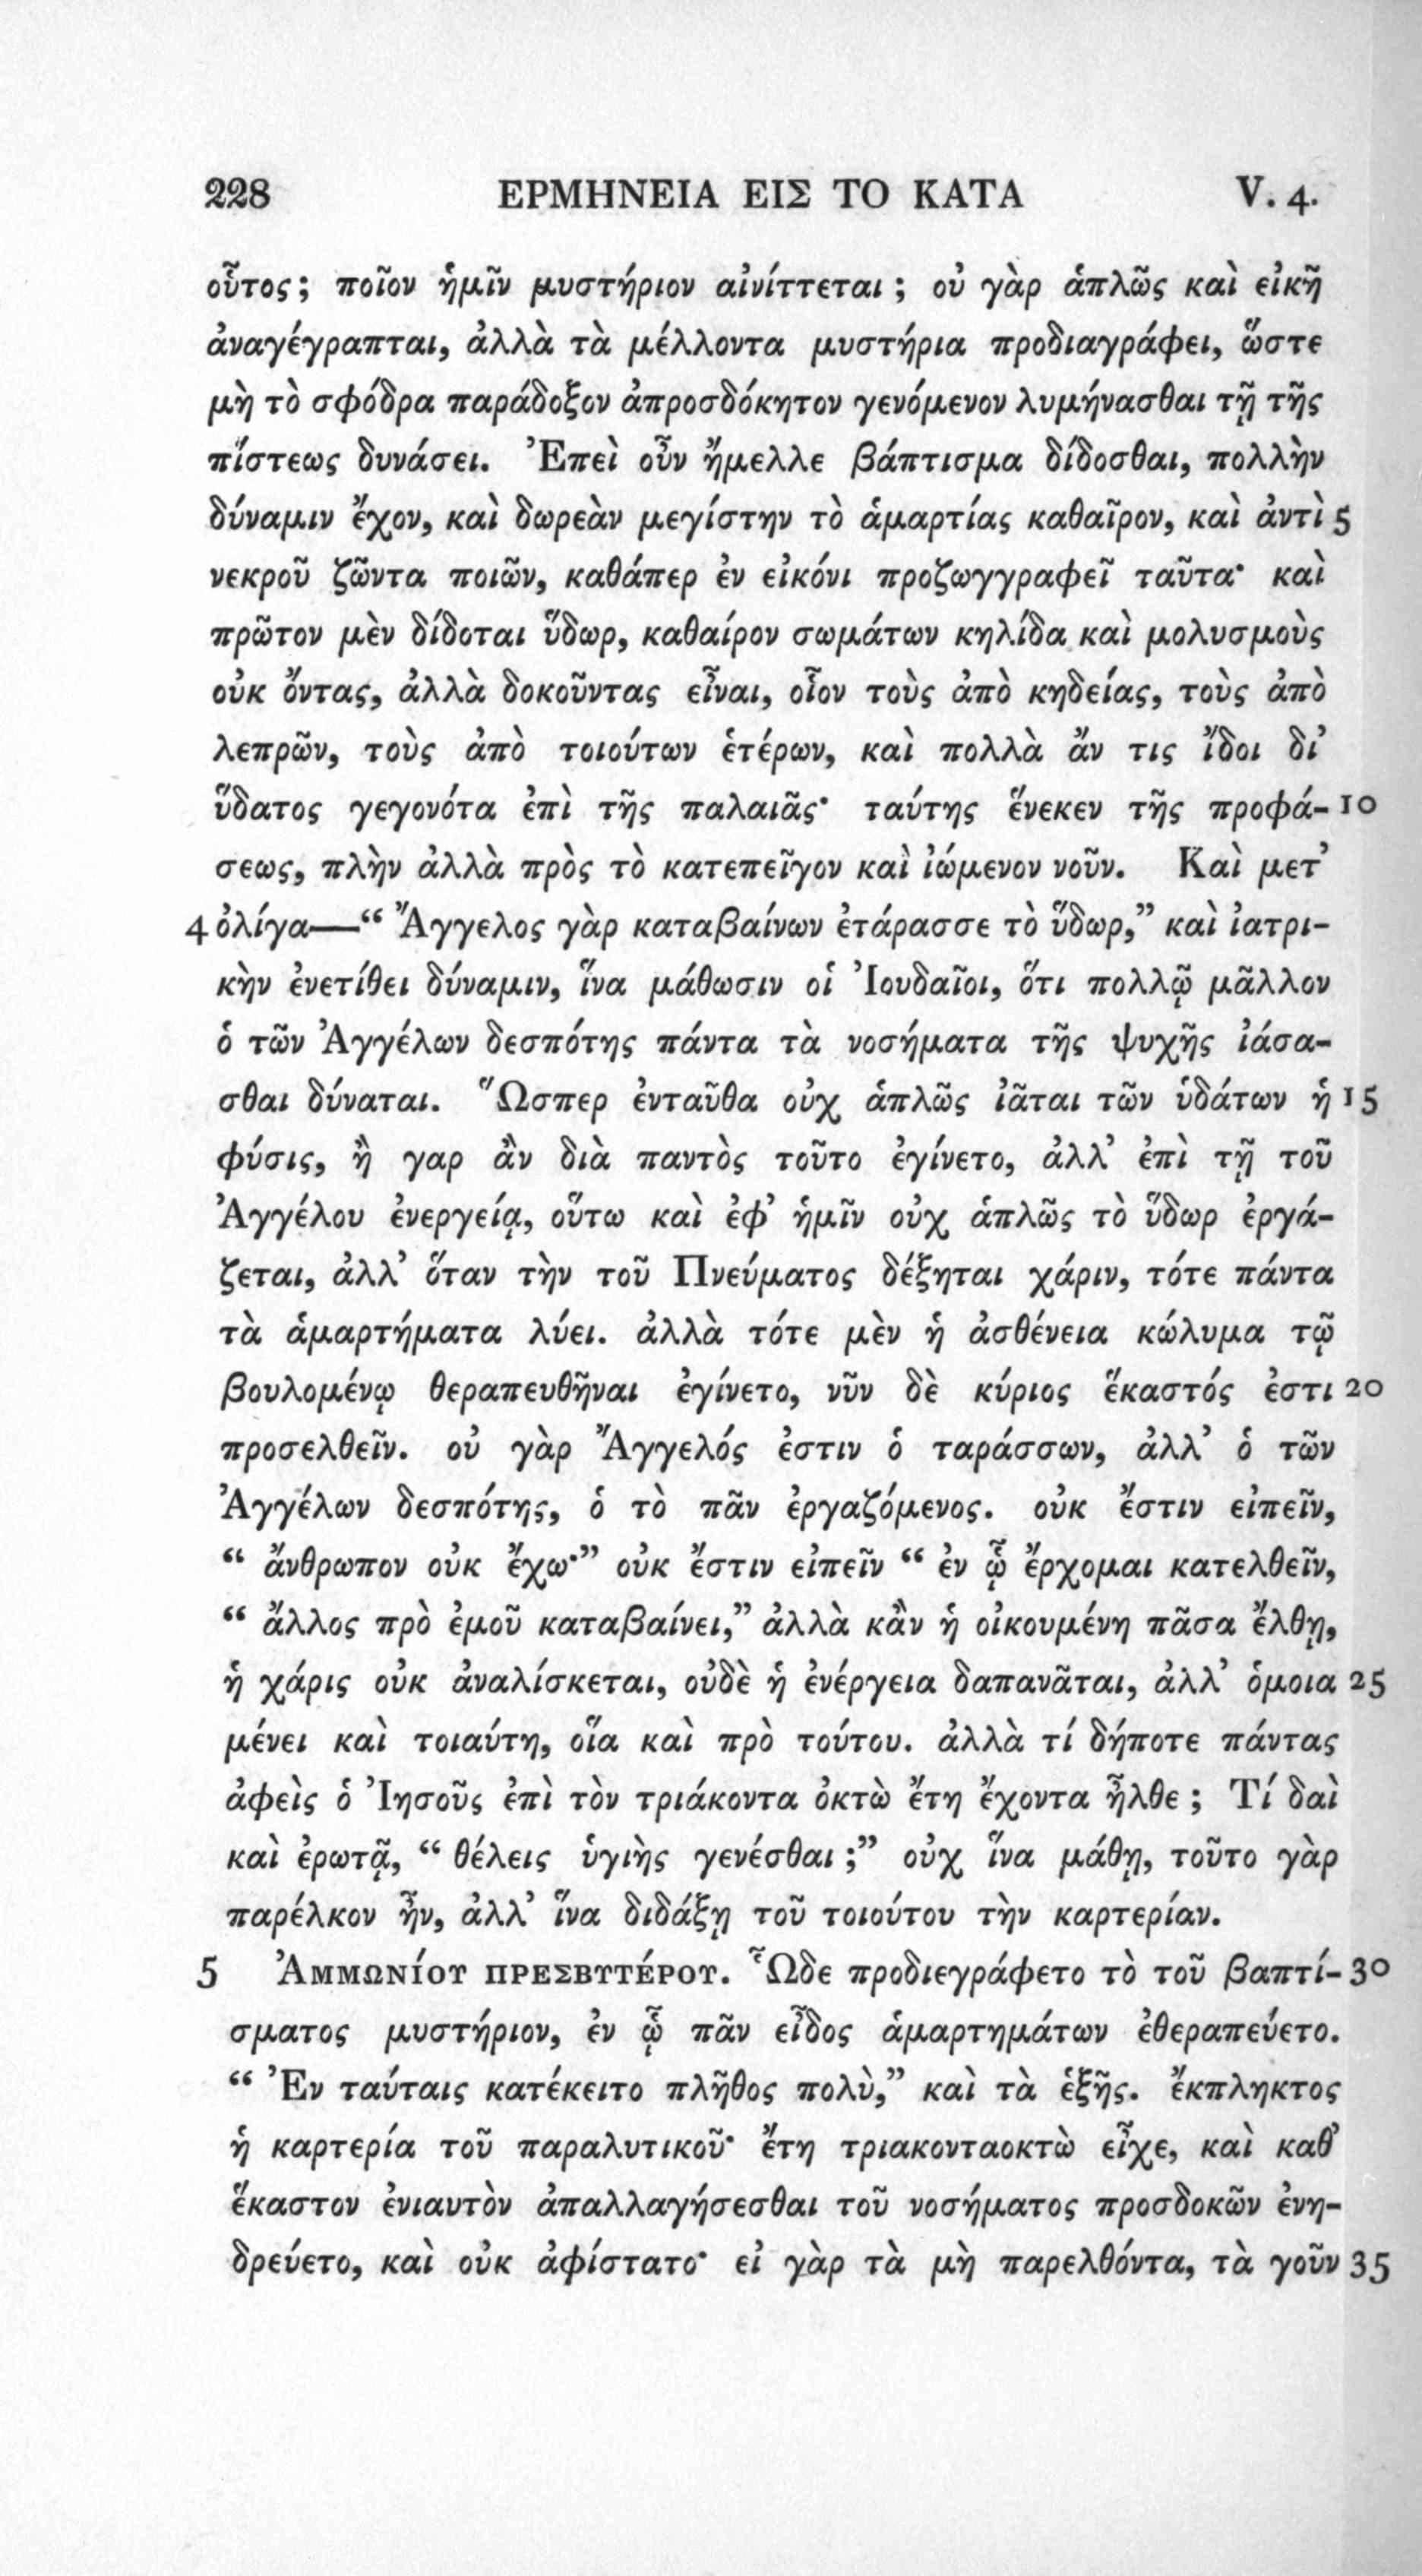 228 ΕΡΜΗΝΕΙΑ ΕΙΣ ΤΟ ΚΑΤΑ V. 4.
οὗτος; ποῖον ἡμῖν μυστήριον αἰνίττεται; οὐ γὰρ ἁπλῶς καὶ εἰκῆ
ἀναγέγραπται, ἀλλὰ τὰ μέλλοντα μυστήρια προδιαγράφει, ὥστε
μὴ τὸ σφόδρα παράδοξον ἀπροσδόκητον γενόμενον λυμήνασθαι τῇ τῆς
πίστεως δυνάσει. Ἐπεὶ οὖν ἤμελλε βάπτισμα δίδοσθαι, πολλὴν
δύναμιν ἔχον, καὶ δωρεὰν μεγίστην τὸ ἁμαρτίας καθαῖρον, καὶ ἀντὶ 5
νεκροῦ ζῶντα ποιῶν, καθάπερ ἐν εἰκόνι προζωγγραφεῖ ταῦτα· καὶ
πρῶτον μὲν δίδοται ὕδωρ, καθαίρον σωμάτων κηλίδα καὶ μολυσμοὺς
οὐκ ὄντας, ἀλλὰ δοκοῦντας εἶναι, οἷον τοὺς ἀπὸ κηδείας, τοὺς ἀπὸ
λεπρῶν, τοὺς ἀπὸ τοιούτων ἑτέρων, καὶ πολλὰ ἄν τις ἴδοι δι’
ὕδατος γεγονότα ἐπὶ τῆς παλαιᾶς· ταύτης ἕνεκεν τῆς προφά- 10
σεως, πλὴν ἀλλὰ πρὸς τὸ κατεπεῖγον καὶ ἰώμενον νοῦν. Καὶ μετ’
4 ὀλίγα—“ Ἄγγελος γὰρ καταβαίνων ἐτάρασσε τὸ ὕδωρ,” καὶ ἰατρι-
κὴν ἐνετίθει δύναμιν, ἵνα μάθωσιν οἱ Ἰουδαῖοι, ὅτι πολλῷ μᾶλλον
ὁ τῶν Ἀγγέλων δεσπότης πάντα τὰ νοσήματα τῆς ψυχῆς ἰάσα-
σθαι δύναται. Ὥσπερ ἐνταῦθα οὐχ ἁπλῶς ἰᾶται τῶν ὑδάτων ἡ 15
φύσις, ἢ γαρ ἂν διὰ παντὸς τοῦτο ἐγίνετο, ἀλλ’ ἐπὶ τῇ τοῦ
Ἀγγέλου ἐνεργείᾳ, οὕτω καὶ ἐφ’ ἡμῖν οὐχ ἁπλῶς τὸ ὕδωρ ἐργά-
ζεται, ἀλλ’ ὅταν τὴν τοῦ Πνεύματος δέξηται χάριν, τότε πάντα
τὰ ἁμαρτήματα λύει. ἀλλὰ τότε μὲν ἡ ἀσθένεια κώλυμα τῷ
βουλομένῳ θεραπευθῆναι ἐγίνετο, νῦν δὲ κύριος ἕκαστός ἐστι 20
προσελθεῖν. οὐ γὰρ Ἄγγελός ἐστιν ὁ ταράσσων, ἀλλ’ ὁ τῶν
Ἀγγέλων δεσπότης, ὁ τὸ πᾶν ἐργαζόμενος. οὐκ ἔστιν εἰπεῖν,
“ ἄνθρωπον οὐκ ἔχω·” οὐκ ἔστιν εἰπεῖν “ ἐν ᾧ ἔρχομαι κατελθεῖν,
“ ἄλλος πρὸ ἐμοῦ καταβαίνει,” ἀλλὰ κἂν ἡ οἰκουμένη πᾶσα ἔλθῃ,
ἡ χάρις οὐκ ἀναλίσκεται, οὐδὲ ἡ ἐνέργεια δαπανᾶται, ἀλλ’ ὁμοια 25
μένει καὶ τοιαύτη, οἵα καὶ πρὸ τούτου. ἀλλὰ τί δήποτε πάντας
ἀφεὶς ὁ Ἰησοῦς ἐπὶ τὸν τριάκοντα ὀκτὼ ἔτη ἔχοντα ἦλθε; Τί δαὶ
καὶ ἐρωτᾷ, “ θέλεις ὑγιὴς γενέσθαι;” οὐχ ἵνα μάθῃ, τοῦτο γὰρ
παρέλκον ἦν, ἀλλ’ ἵνα διδάξῃ τοῦ τοιούτου τὴν καρτερίαν.
5 ἈΜΜΩΝΊΟΥ ΠΡΕΣΒΥΤΈΡΟΥ. Ὧδε προδιεγράφετο τὸ τοῦ βαπτί- 30
σματος μυστήριον, ἐν ᾧ πᾶν εἶδος ἁμαρτημάτων ἐθεραπεύετο.
“ Ἐν ταύταις κατέκειτο πλῆθος πολὺ,” καὶ τὰ ἑξῆς. ἔκπληκτος
ἡ καρτερία τοῦ παραλυτικοῦ· ἔτη τριακονταοκτὼ εἶχε, καὶ καθ’
ἕκαστον ἐνιαυτὸν ἀπαλλαγήσεσθαι τοῦ νοσήματος προσδοκῶν ἐνη-
δρεύετο, καὶ οὐκ ἀφίστατο· εἰ γὰρ τὰ μὴ παρελθόντα, τὰ γοῦν 35